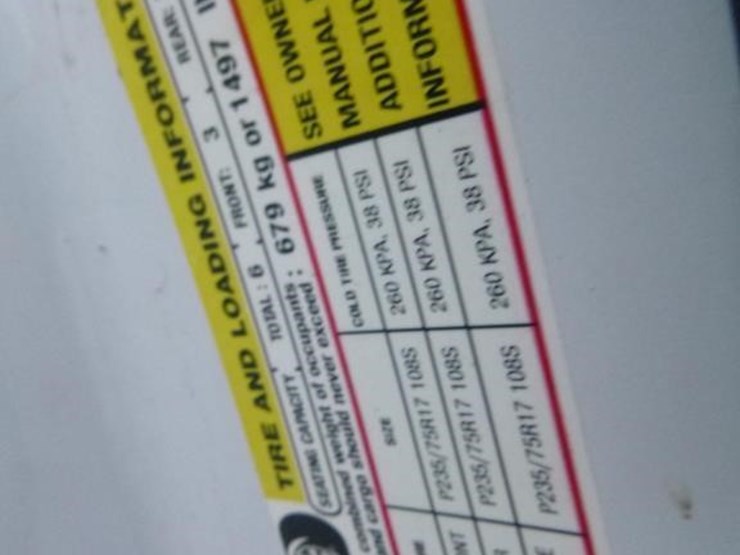 TIRE AND LOADING INFORMAT
SEATING CAPACITY TOTAL: 6 FRONT: 3 REAR:
combined weight of occupants: 679 kg or 1497
and cargo should never exceed:
SIZE COLD TIRE PRESSURE SEE OWNE
MANUAL
ADDITIO
INFORM
P235/75R17 108S 260 KPA, 38 PSI
P235/75R17 108S 260 KPA, 38 PSI
P235/75R17 108S 260 KPA, 38 PSI